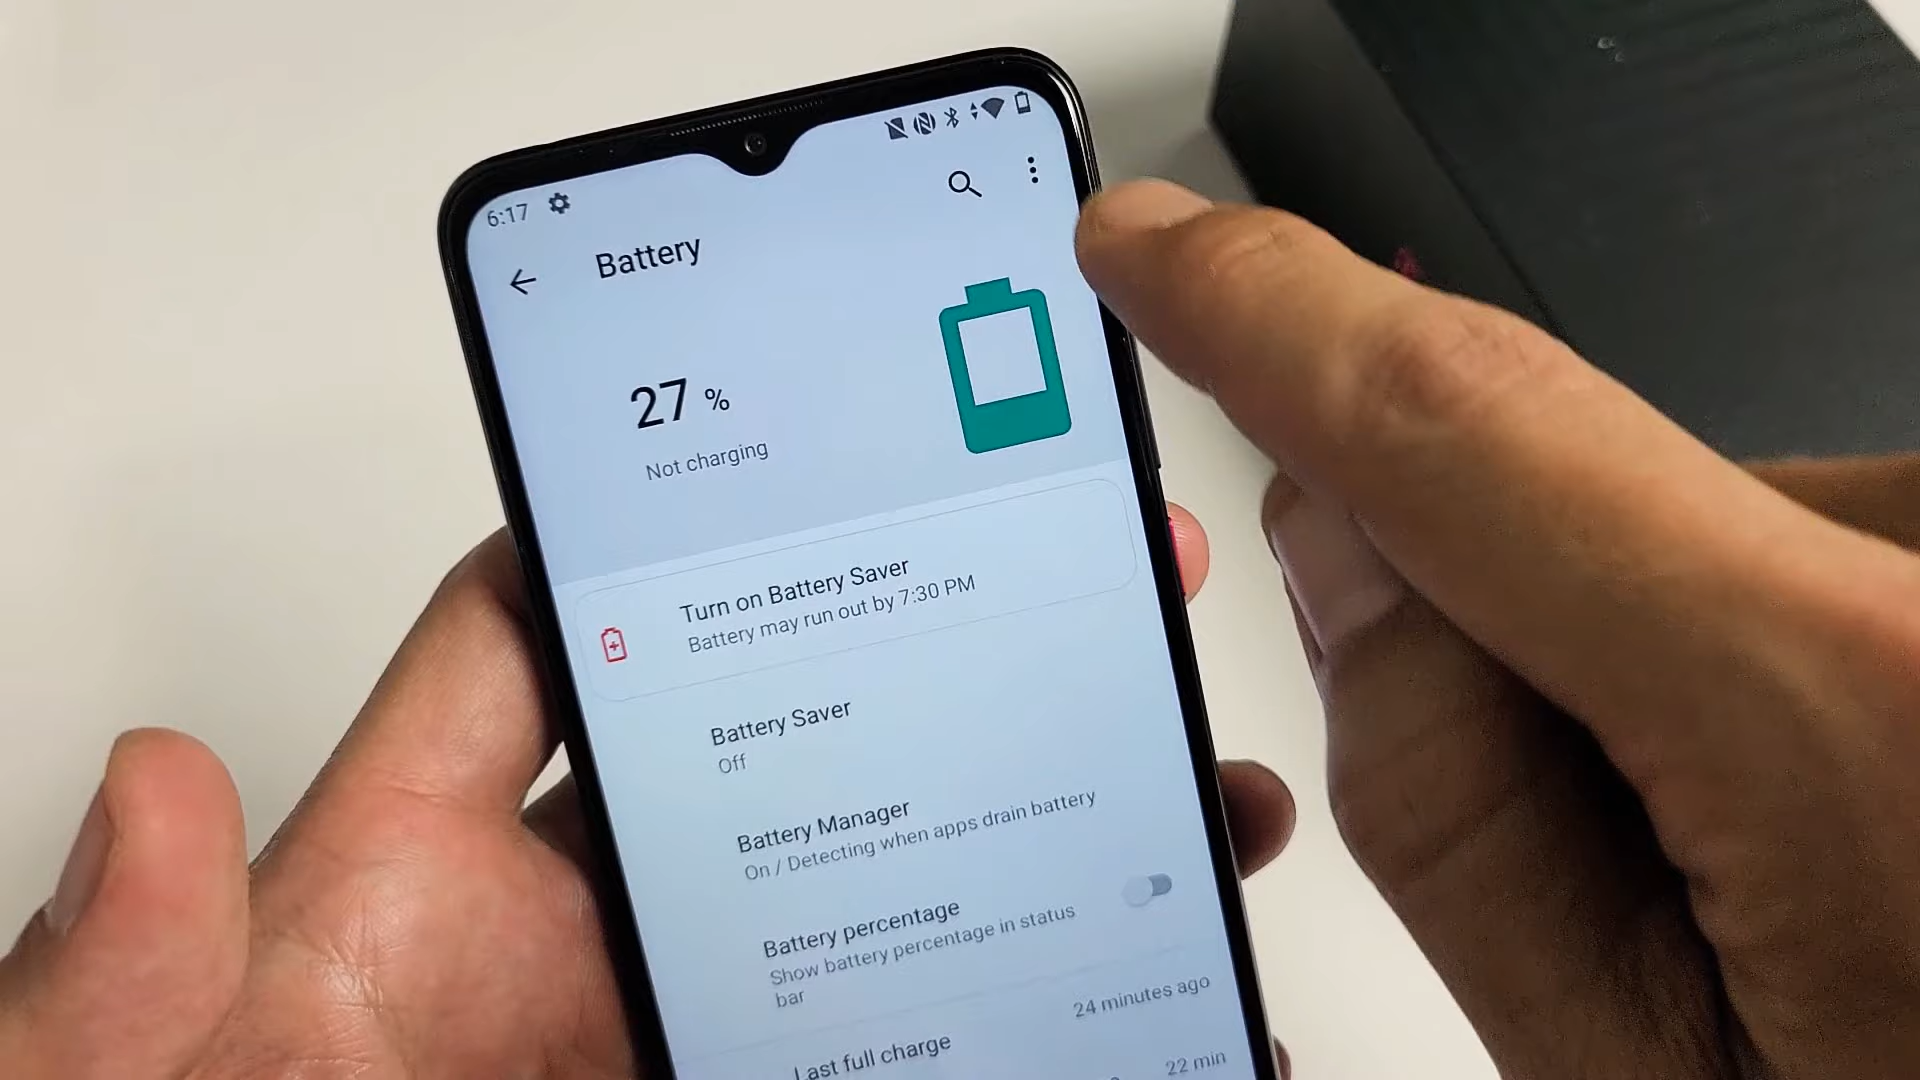 6:17
Battery
27 %
Not charging
Turn on Battery Saver
Battery may run out by 7:30 PM
Battery Saver
Off
Battery Manager
On / Detecting when apps drain battery
Battery percentage
Show battery percentage in status
bar
24 minutes ago
Last full charge
22 min